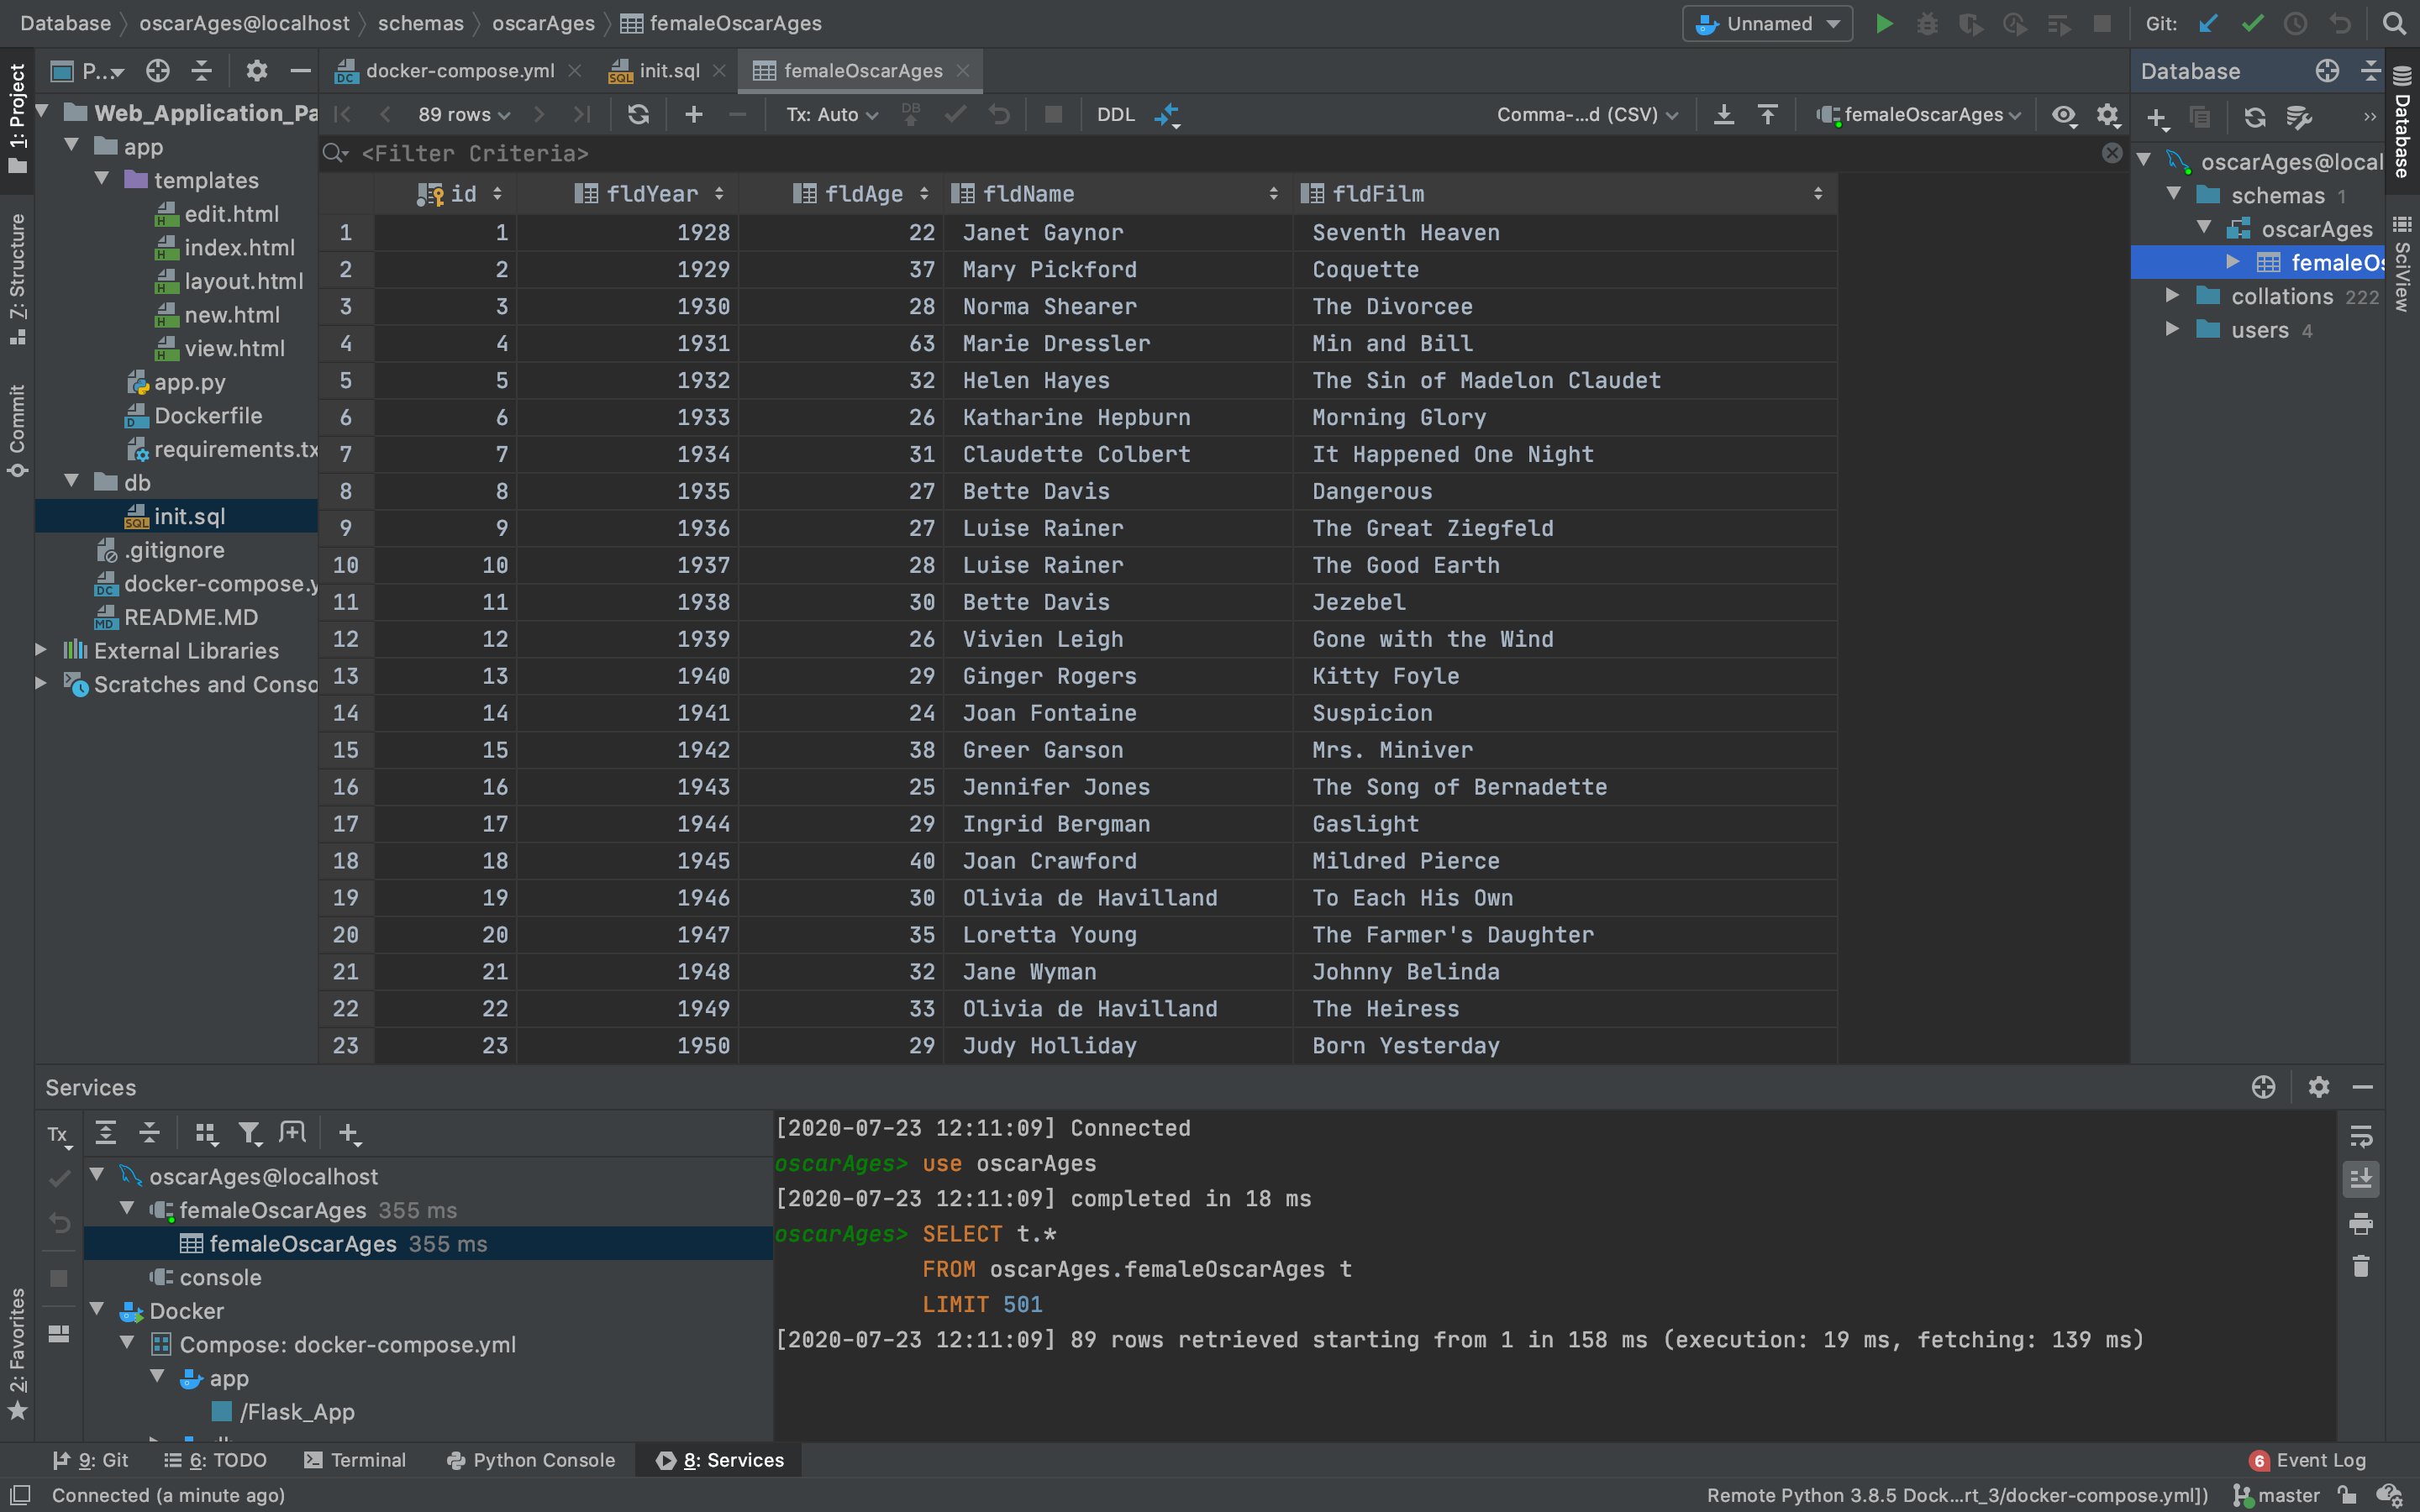 Database oscarAges@localhost schemas oscarAges femaleOscarAges
Unnamed Git:
1: Project
Z: Structure
Commit
2: Favorites
P...
docker-compose.yml init.sql femaleOscarAges
89 rows Tx: Auto DB DDL Comma-...d (CSV) femaleOscarAges
<Filter Criteria>
Web_Application_Pa
app
templates
edit.html
index.html
layout.html
new.html
view.html
app.py
Dockerfile
requirements.tx
db
init.sql
.gitignore
docker-compose.y
README.MD
External Libraries
Scratches and Conso
id fldYear fldAge fldName fldFilm
1 1 1928 22 Janet Gaynor Seventh Heaven
2 2 1929 37 Mary Pickford Coquette
3 3 1930 28 Norma Shearer The Divorcee
4 4 1931 63 Marie Dressler Min and Bill
5 5 1932 32 Helen Hayes The Sin of Madelon Claudet
6 6 1933 26 Katharine Hepburn Morning Glory
7 7 1934 31 Claudette Colbert It Happened One Night
8 8 1935 27 Bette Davis Dangerous
9 9 1936 27 Luise Rainer The Great Ziegfeld
10 10 1937 28 Luise Rainer The Good Earth
11 11 1938 30 Bette Davis Jezebel
12 12 1939 26 Vivien Leigh Gone with the Wind
13 13 1940 29 Ginger Rogers Kitty Foyle
14 14 1941 24 Joan Fontaine Suspicion
15 15 1942 38 Greer Garson Mrs. Miniver
16 16 1943 25 Jennifer Jones The Song of Bernadette
17 17 1944 29 Ingrid Bergman Gaslight
18 18 1945 40 Joan Crawford Mildred Pierce
19 19 1946 30 Olivia de Havilland To Each His Own
20 20 1947 35 Loretta Young The Farmer's Daughter
21 21 1948 32 Jane Wyman Johnny Belinda
22 22 1949 33 Olivia de Havilland The Heiress
23 23 1950 29 Judy Holliday Born Yesterday
Database
oscarAges@local
schemas 1
oscarAges
femaleOs
collations 222
users 4
Database
SciView
Services
Tx
oscarAges@localhost
femaleOscarAges 355 ms
femaleOscarAges 355 ms
console
Docker
Compose: docker-compose.yml
app
/Flask_App
[2020-07-23 12:11:09] Connected
oscarAges> use oscarAges
[2020-07-23 12:11:09] completed in 18 ms
oscarAges> SELECT t.*
FROM oscarAges.femaleOscarAges t
LIMIT 501
[2020-07-23 12:11:09] 89 rows retrieved starting from 1 in 158 ms (execution: 19 ms, fetching: 139 ms)
9: Git 6: TODO Terminal Python Console 8: Services 6 Event Log
Connected (a minute ago) Remote Python 3.8.5 Dock...rt_3/docker-compose.yml]) master